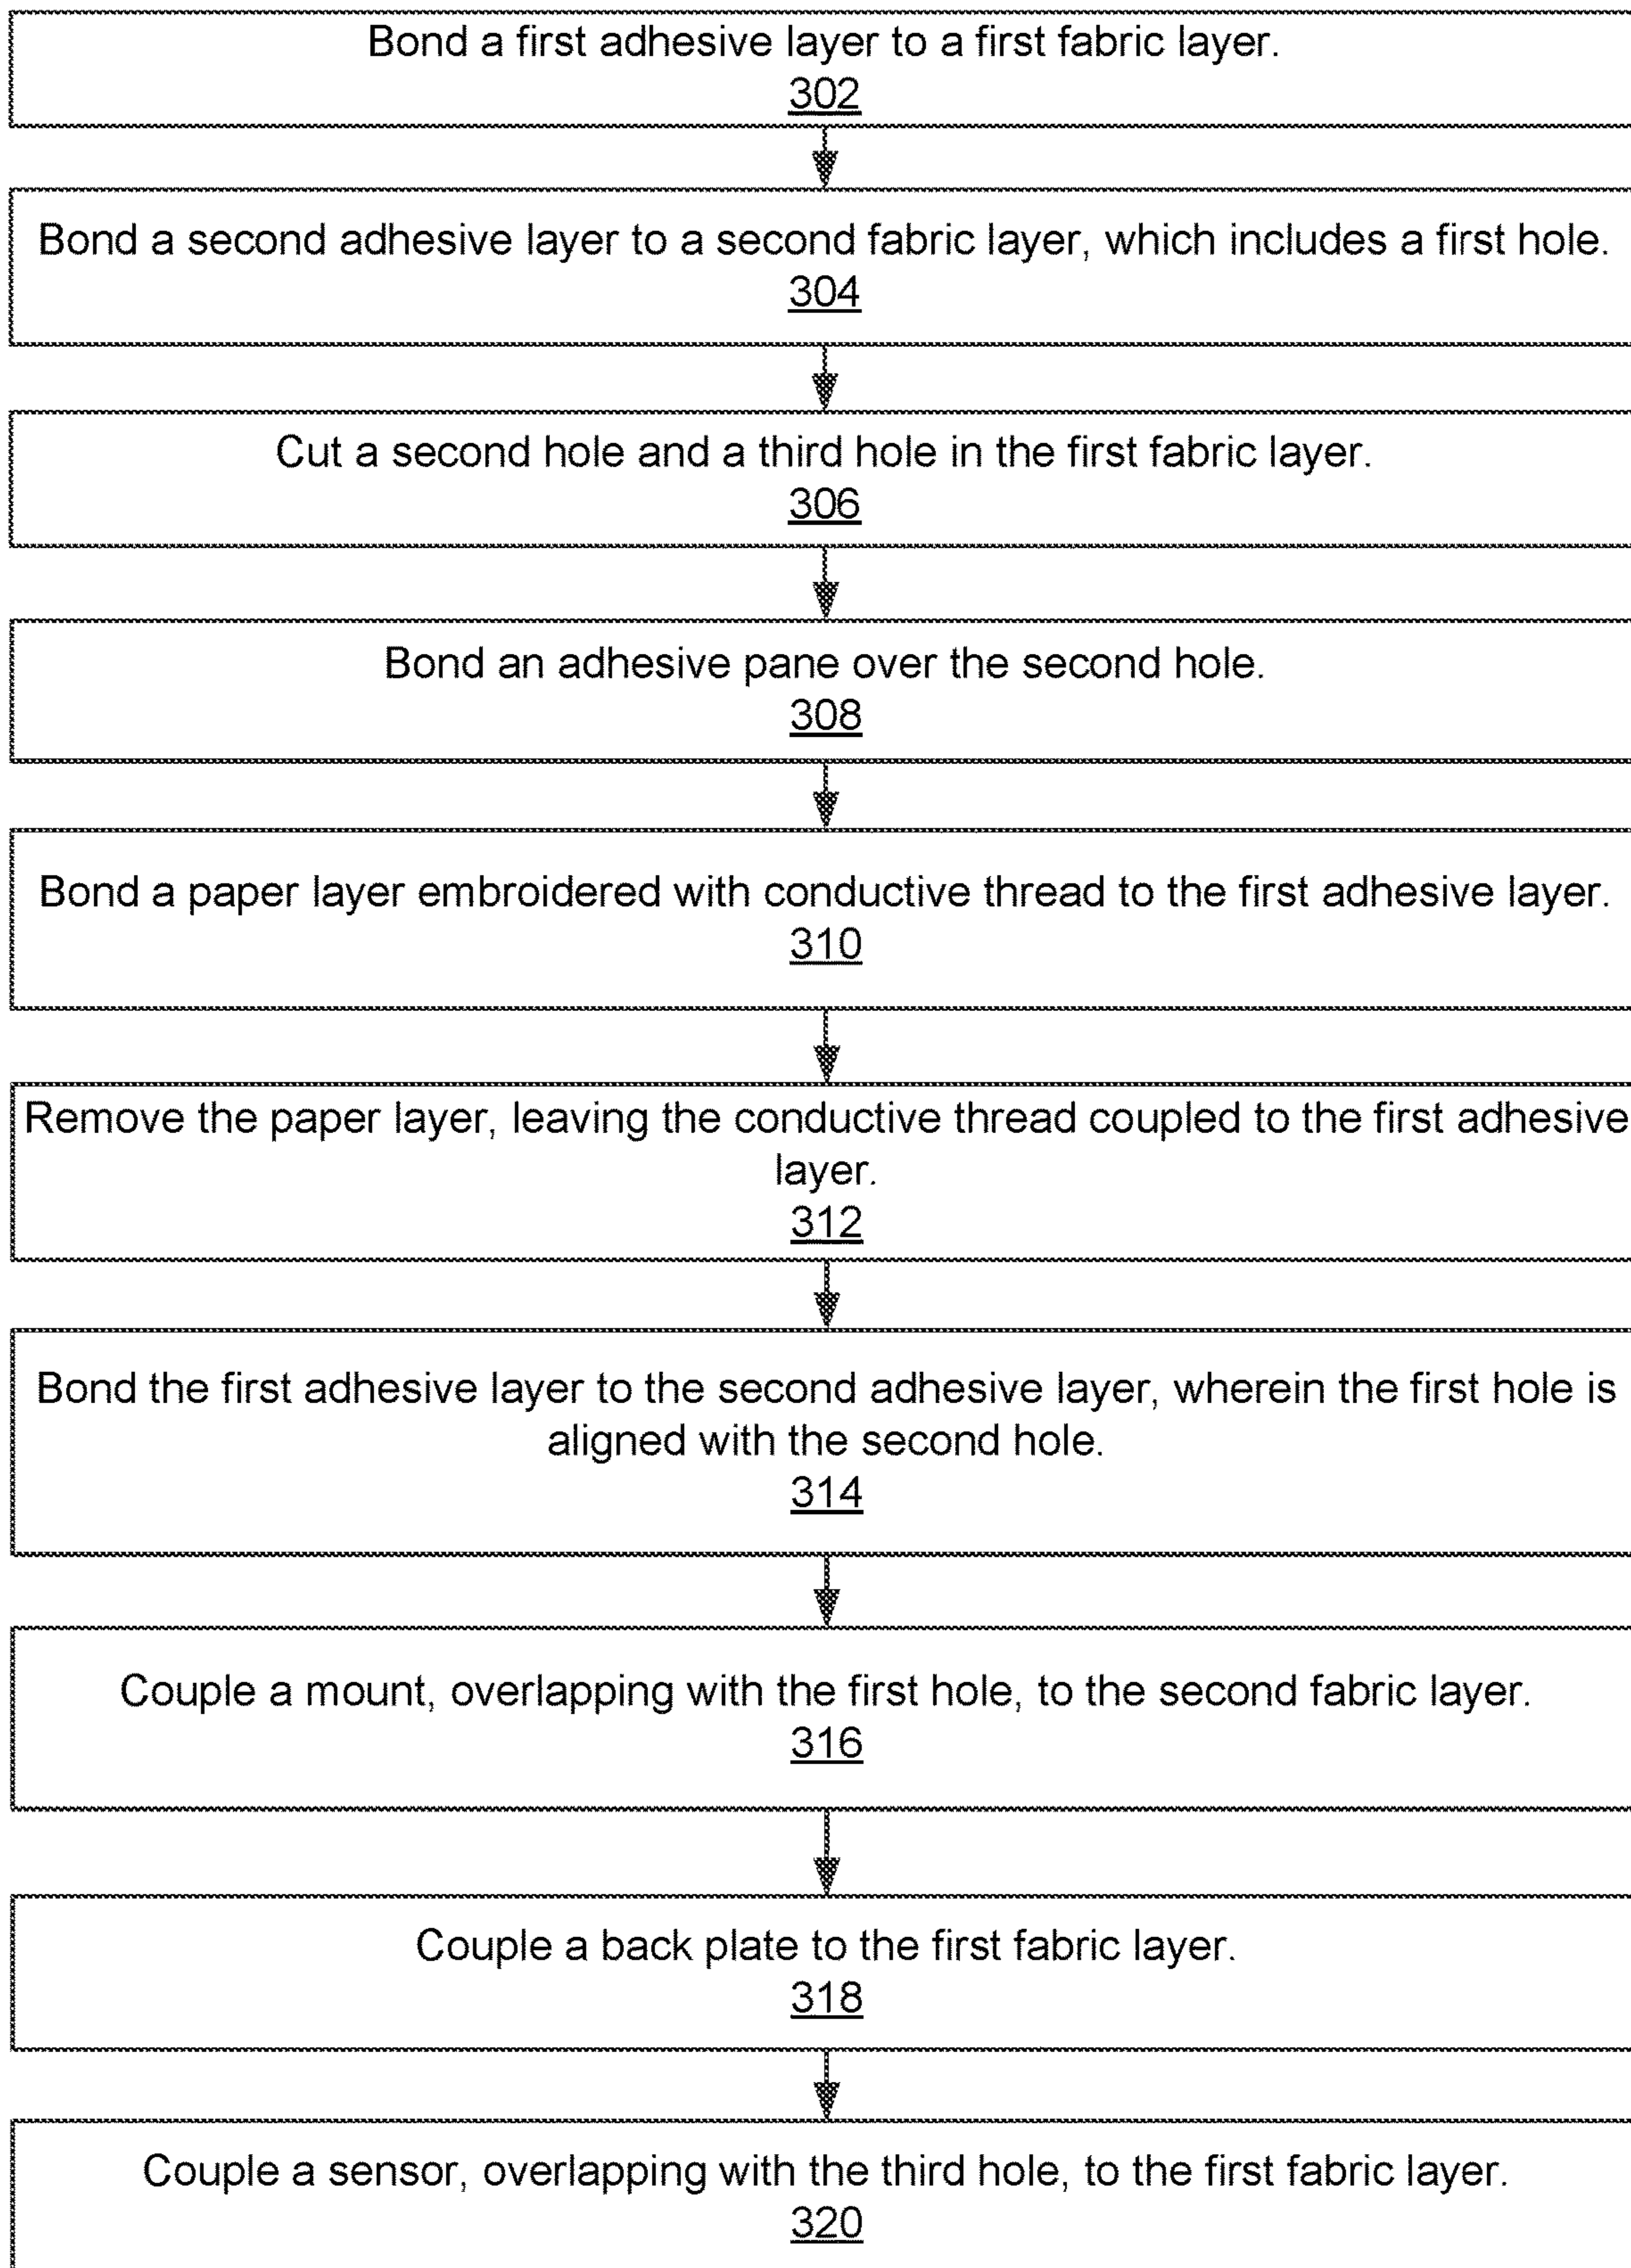 Bond a first adhesive layer to a first fabric layer.
302
Bond a second adhesive layer to a second fabric layer, which includes a first hole.
304
Cut a second hole and a third hole in the first fabric layer.
306
Bond an adhesive pane over the second hole.
308
Bond a paper layer embroidered with conductive thread to the first adhesive layer.
310
Remove the paper layer, leaving the conductive thread coupled to the first adhesive
layer.
312
Bond the first adhesive layer to the second adhesive layer, wherein the first hole is
aligned with the second hole.
314
Couple a mount, overlapping with the first hole, to the second fabric layer.
316
Couple a back plate to the first fabric layer.
318
Couple a sensor, overlapping with the third hole, to the first fabric layer.
320